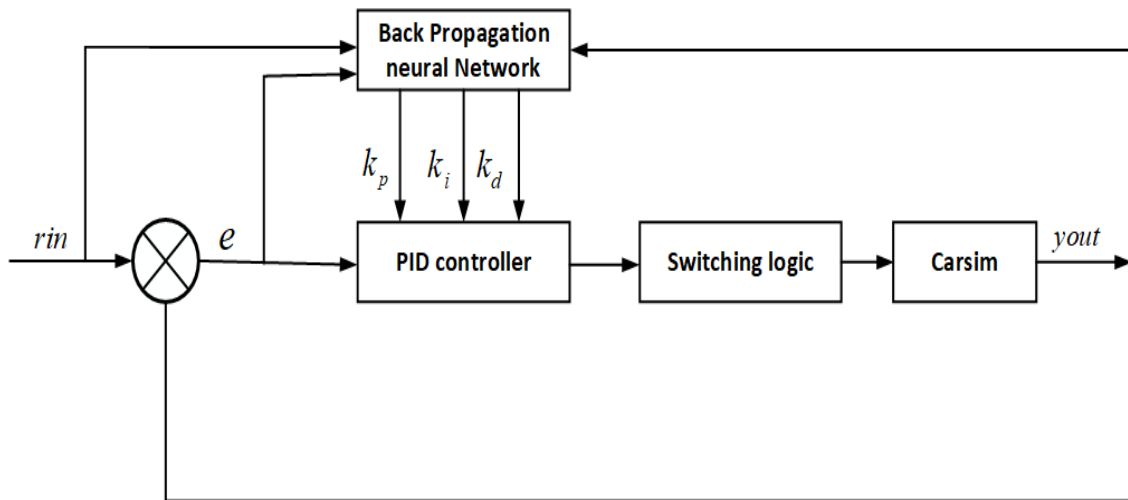 Back Propagation
neural Network
k_p k_i k_d
rin
e
PID controller
Switching logic
Carsim
yout